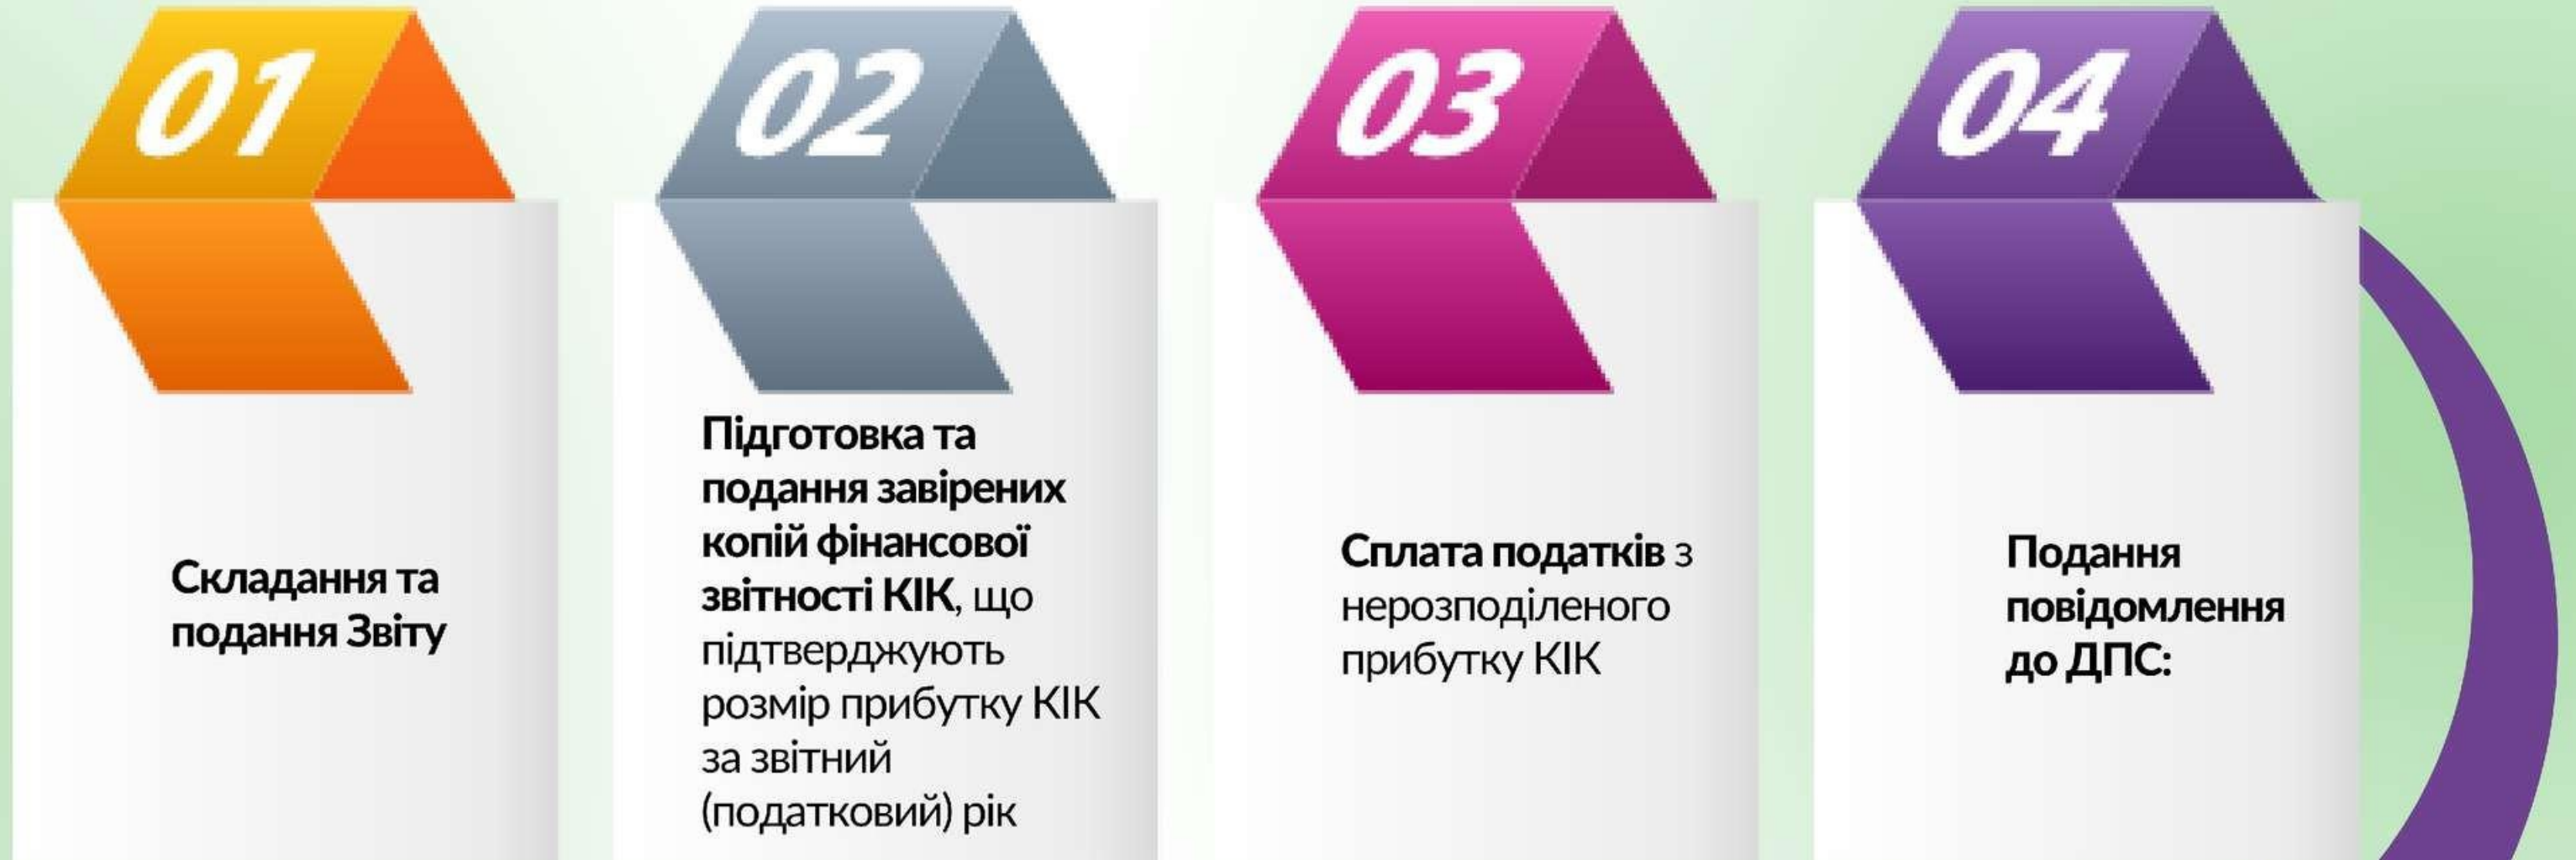 01
Складання та
подання Звіту
02
Підготовка та
подання завірених
копій фінансової
звітності КІК, що
підтверджують
розмір прибутку КІК
за звітний
(податковий) рік
03
Сплата податків з
нерозподіленого
прибутку КІК
04
Подання
повідомлення
до ДПС: